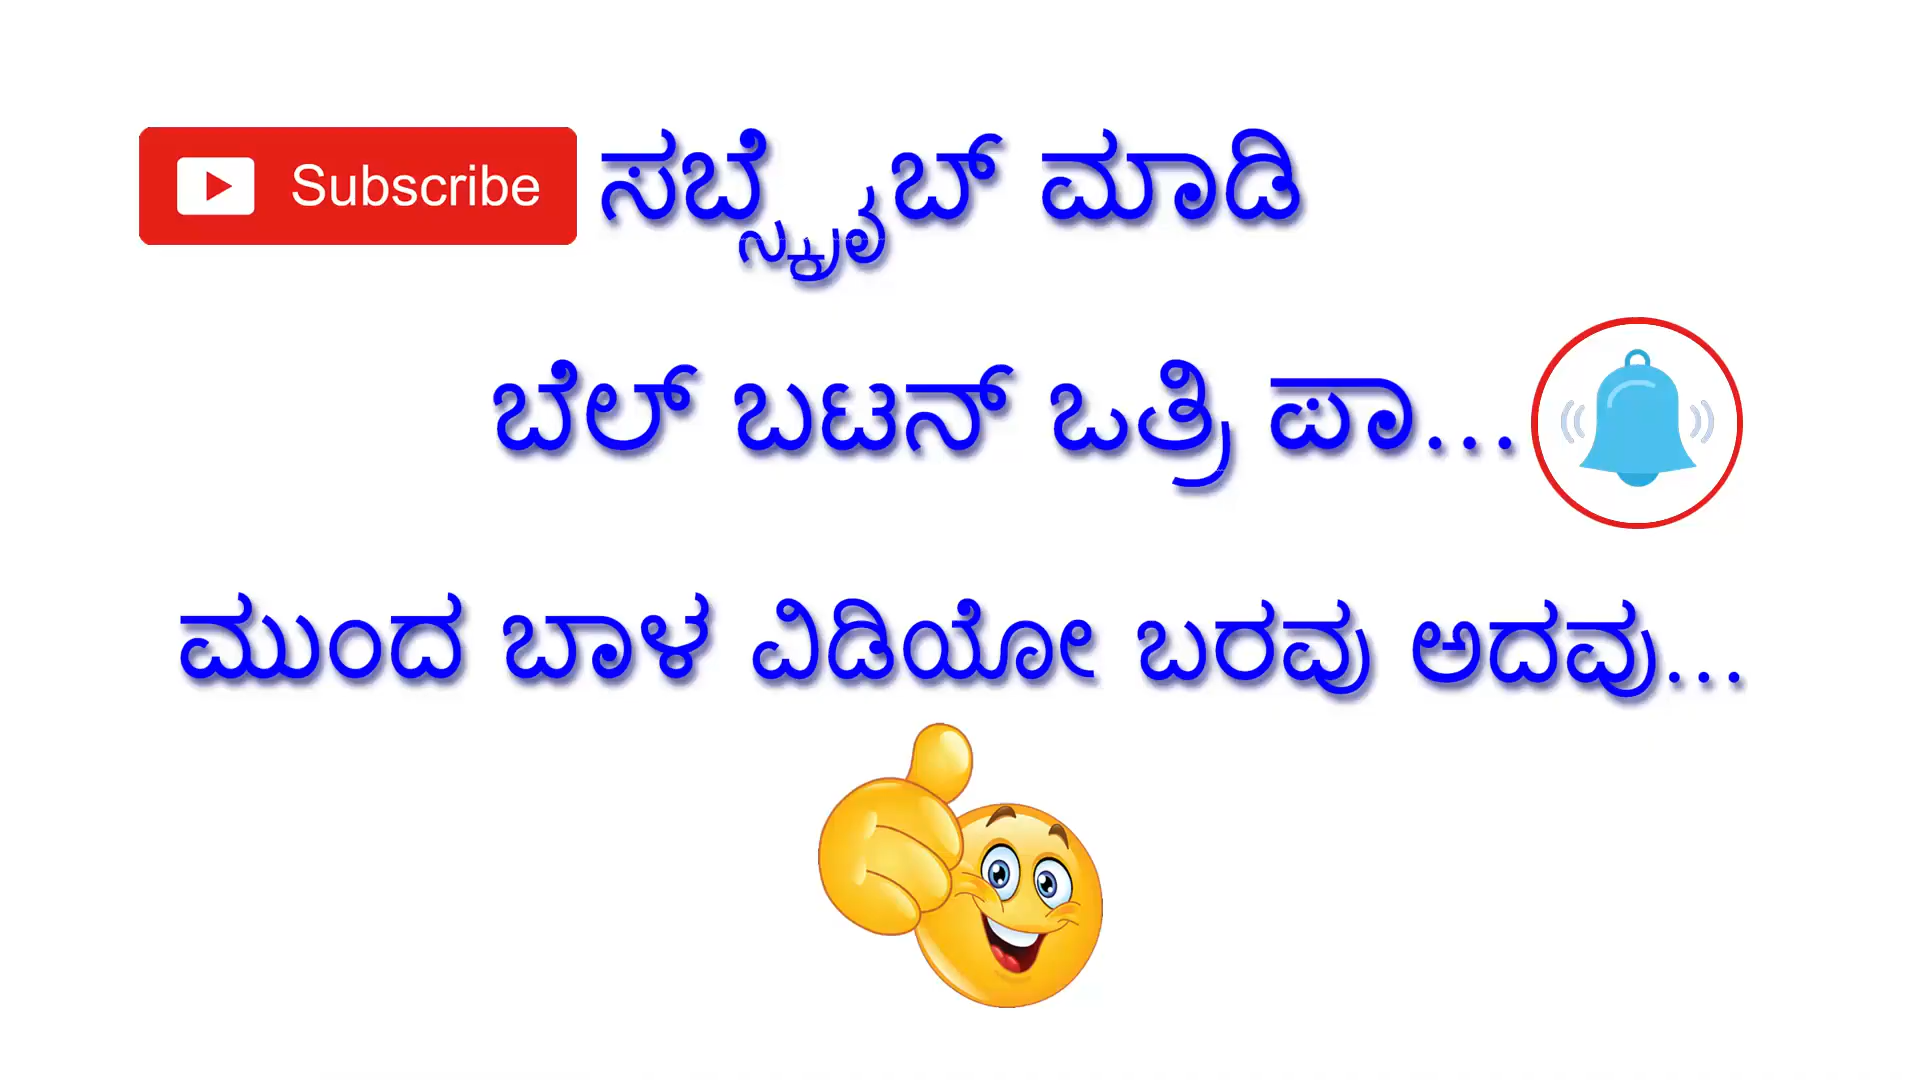 Subscribe ಸಬ್ಸ್ಕ್ರೈಬ್ ಮಾಡಿ
ಬೆಲ್ ಬಟನ್ ಒತ್ರಿ ಪಾ...
ಮುಂದ ಬಾಳ ವಿಡಿಯೋ ಬರವು ಅದವು...